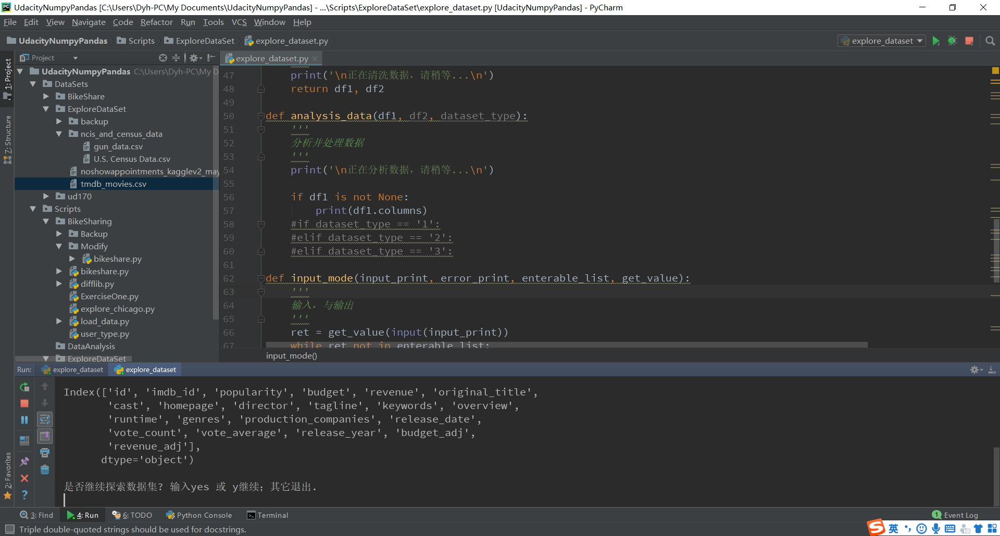 UdacityNumpyPandas [C:\Users\Dyh-PC\My Documents\UdacityNumpyPandas] - ...\Scripts\ExploreDataSet\explore_dataset.py [UdacityNumpyPandas] - PyCharm
File Edit View Navigate Code Refactor Run Tools VCS Window Help
UdacityNumpyPandas Scripts ExploreDataSet explore_dataset.py explore_dataset
Project
explore_dataset.py
1: Project
Z: Structure
2: Favorites
UdacityNumpyPandas C:\Users\Dyh-PC\My D
DataSets
BikeShare
ExploreDataSet
backup
ncis_and_census_data
gun_data.csv
U.S. Census Data.csv
noshowappointments_kagglev2_may
tmdb_movies.csv
ud170
Scripts
BikeSharing
Backup
Modify
bikeshare.py
bikeshare.py
difflib.py
ExerciseOne.py
explore_chicago.py
load_data.py
user_type.py
DataAnalysis
ExploreDataSet
47 print('\n正在清洗数据，请稍等...\n')
48 return df1, df2
49
50 def analysis_data(df1, df2, dataset_type):
51 '''
52 分析并处理数据
53 '''
54 print('\n正在分析数据，请稍等...\n')
55
56 if df1 is not None:
57 print(df1.columns)
58 #if dataset_type == '1':
59 #elif dataset_type == '2':
60 #elif dataset_type == '3':
61
62 def input_mode(input_print, error_print, enterable_list, get_value):
63 '''
64 输入，与输出
65 '''
66 ret = get_value(input(input_print))
67 while ret not in enterable_list:
input_mode()
Run: explore_dataset explore_dataset
Index(['id', 'imdb_id', 'popularity', 'budget', 'revenue', 'original_title',
'cast', 'homepage', 'director', 'tagline', 'keywords', 'overview',
'runtime', 'genres', 'production_companies', 'release_date',
'vote_count', 'vote_average', 'release_year', 'budget_adj',
'revenue_adj'],
dtype='object')
是否继续探索数据集？输入yes 或 y继续；其它退出.
3: Find 4: Run 6: TODO Python Console Terminal 1 Event Log
Triple double-quoted strings should be used for docstrings.
S 英